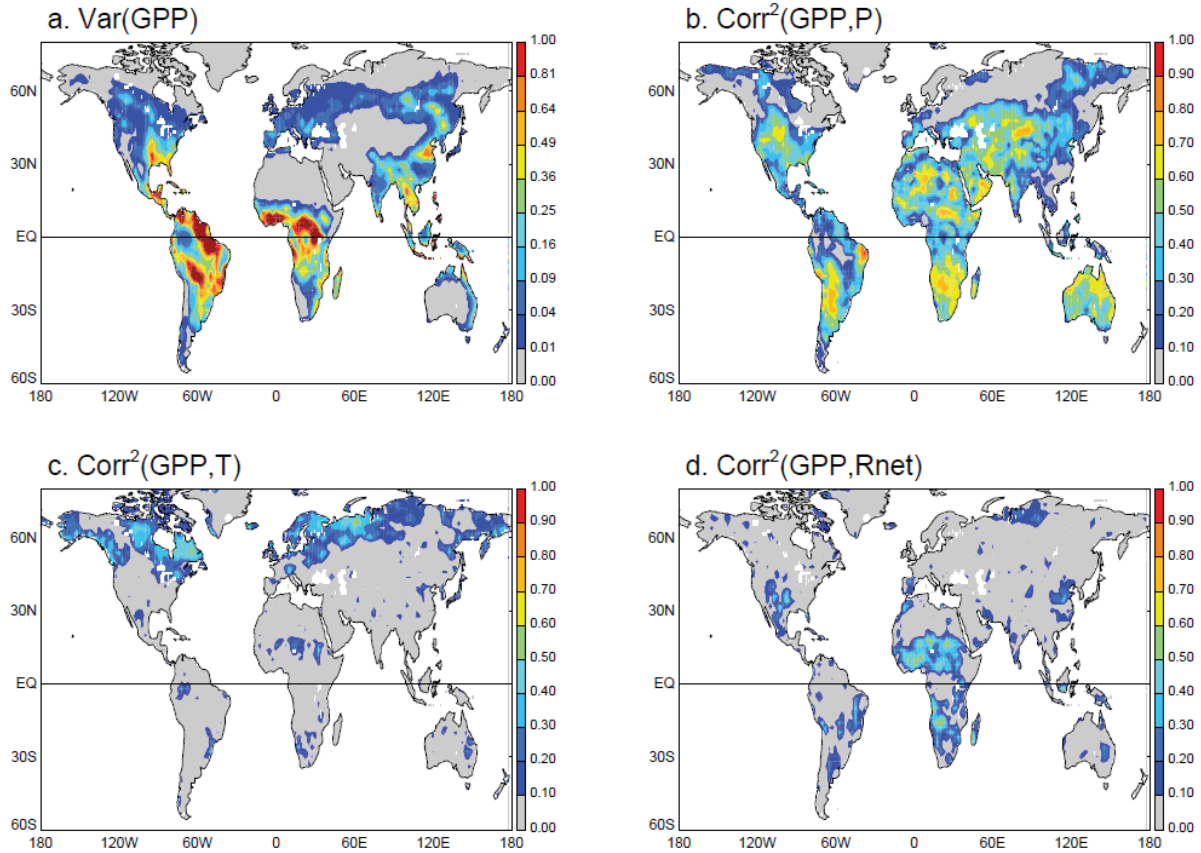 a. Var(GPP)
1.00
0.81
0.64
0.49
0.36
0.25
0.16
0.09
0.04
0.01
0.00
60N
30N
EQ
30S
60S
180 120W 60W 0 60E 120E 180
b. Corr²(GPP,P)
1.00
0.90
0.80
0.70
0.60
0.50
0.40
0.30
0.20
0.10
0.00
60N
30N
EQ
30S
60S
180 120W 60W 0 60E 120E 180
c. Corr²(GPP,T)
1.00
0.90
0.80
0.70
0.60
0.50
0.40
0.30
0.20
0.10
0.00
60N
30N
EQ
30S
60S
180 120W 60W 0 60E 120E 180
d. Corr²(GPP,Rnet)
1.00
0.90
0.80
0.70
0.60
0.50
0.40
0.30
0.20
0.10
0.00
60N
30N
EQ
30S
60S
180 120W 60W 0 60E 120E 180